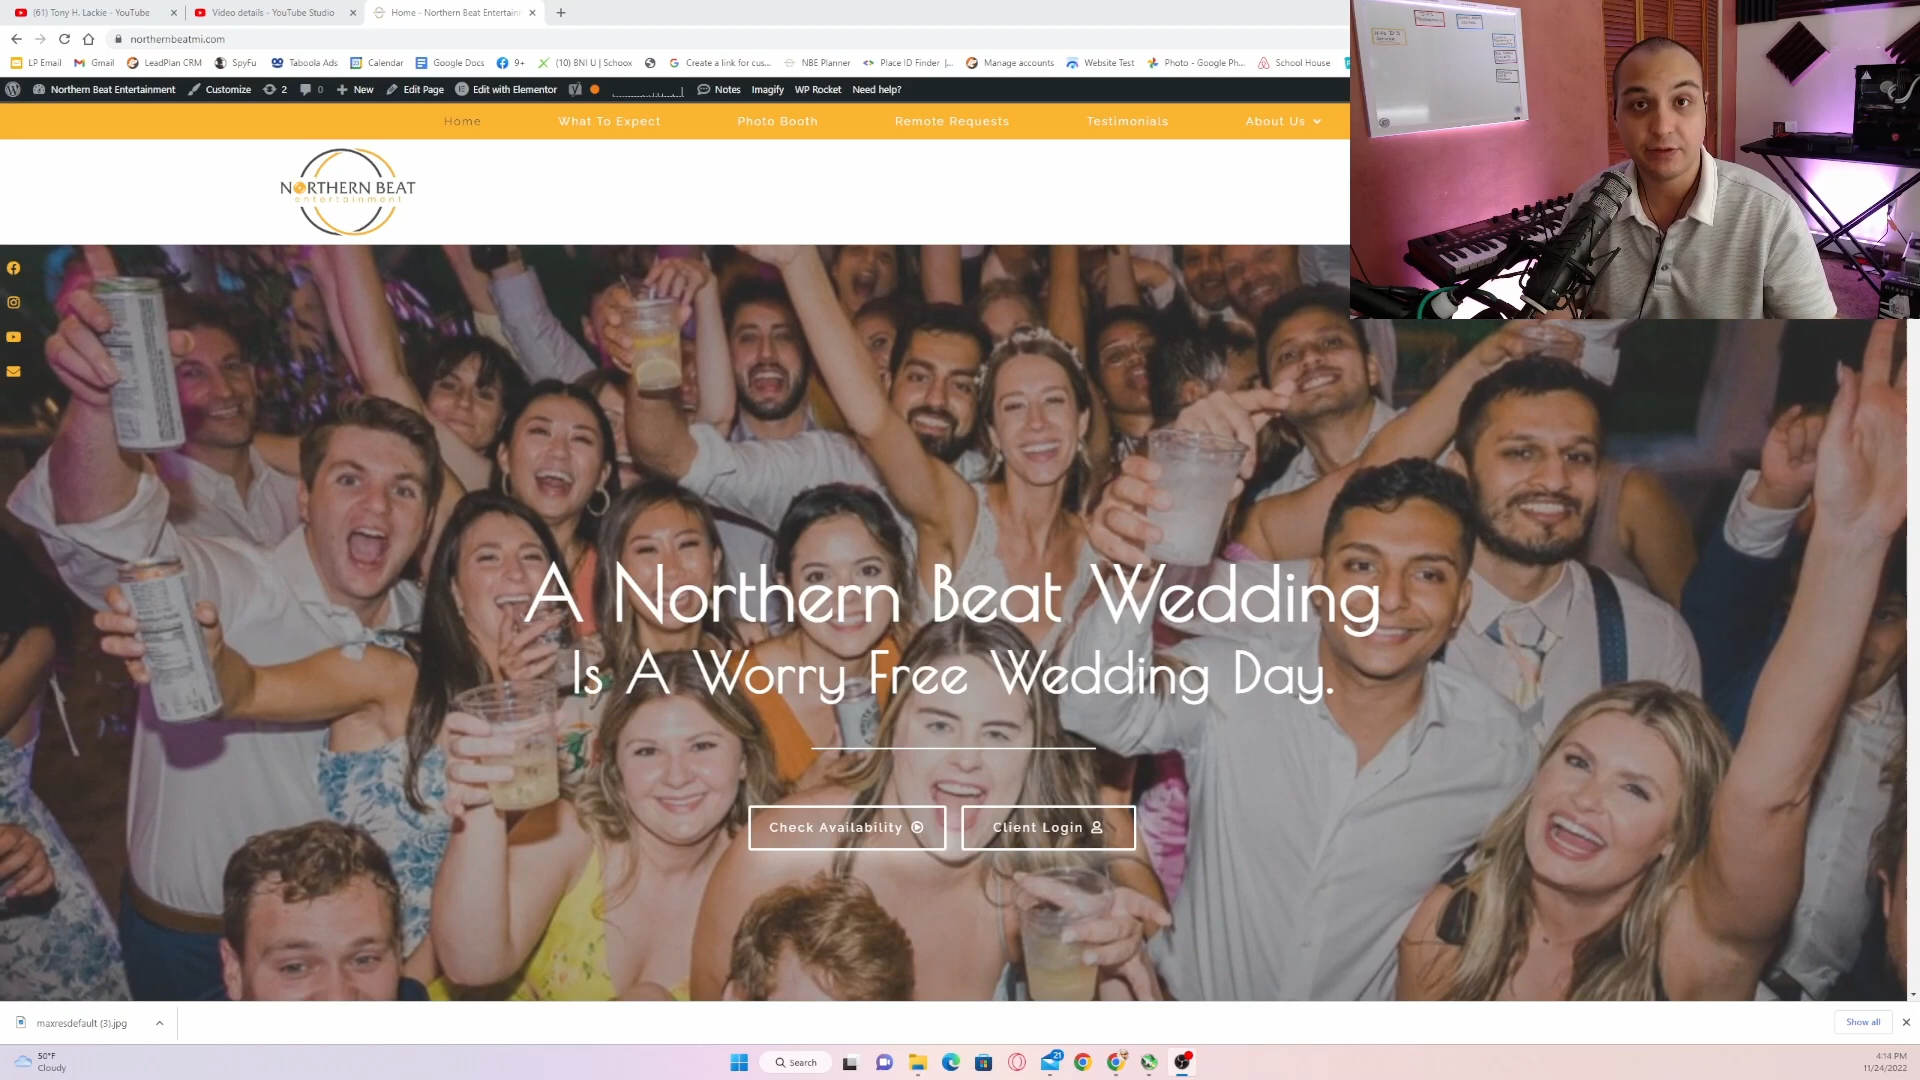 (61) Tony H. Lackie - YouTube
Video details - YouTube Studio
Home - Northern Beat Entertain
northernbeatmi.com
LP Email
Gmail
LeadPlan CRM
SpyFu
Taboola Ads
Calendar
Google Docs
9+
(10) BNI U | Schoox
Create a link for cus...
NBE Planner
Place ID Finder |...
Manage accounts
Website Test
Photo - Google Ph...
School House
Northern Beat Entertainment
Customize
2
0
New
Edit Page
Edit with Elementor
Notes
Imagify
WP Rocket
Need help?
Home
What To Expect
Photo Booth
Remote Requests
Testimonials
About Us
NORTHERN BEAT
entertainment
A Northern Beat Wedding
Is A Worry Free Wedding Day.
Check Availability
Client Login
maxresdefault (3).jpg
Show all
50°F
Cloudy
Search
21
4:14 PM
11/24/2022